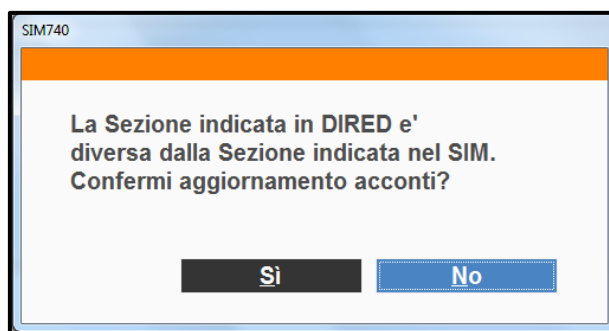 SIM740
La Sezione indicata in DIRED e'
diversa dalla Sezione indicata nel SIM.
Confermi aggiornamento acconti?
Sì No